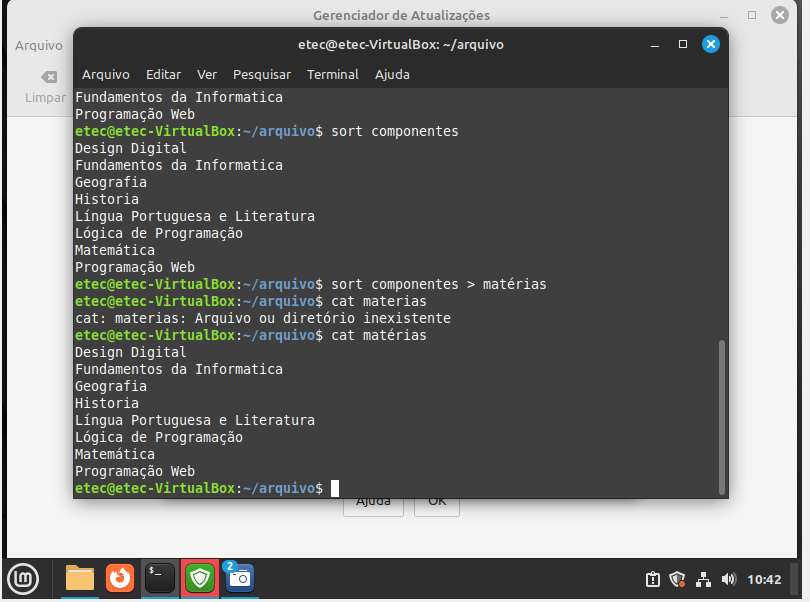 Gerenciador de Atualizações
Arquivo
Limpar
etec@etec-VirtualBox: ~/arquivo
Arquivo Editar Ver Pesquisar Terminal Ajuda
Fundamentos da Informatica
Programação Web
etec@etec-VirtualBox:~/arquivo$ sort componentes
Design Digital
Fundamentos da Informatica
Geografia
Historia
Língua Portuguesa e Literatura
Lógica de Programação
Matemática
Programação Web
etec@etec-VirtualBox:~/arquivo$ sort componentes > matérias
etec@etec-VirtualBox:~/arquivo$ cat materias
cat: materias: Arquivo ou diretório inexistente
etec@etec-VirtualBox:~/arquivo$ cat matérias
Design Digital
Fundamentos da Informatica
Geografia
Historia
Língua Portuguesa e Literatura
Lógica de Programação
Matemática
Programação Web
etec@etec-VirtualBox:~/arquivo$
Ajuda OK
$_
2
10:42